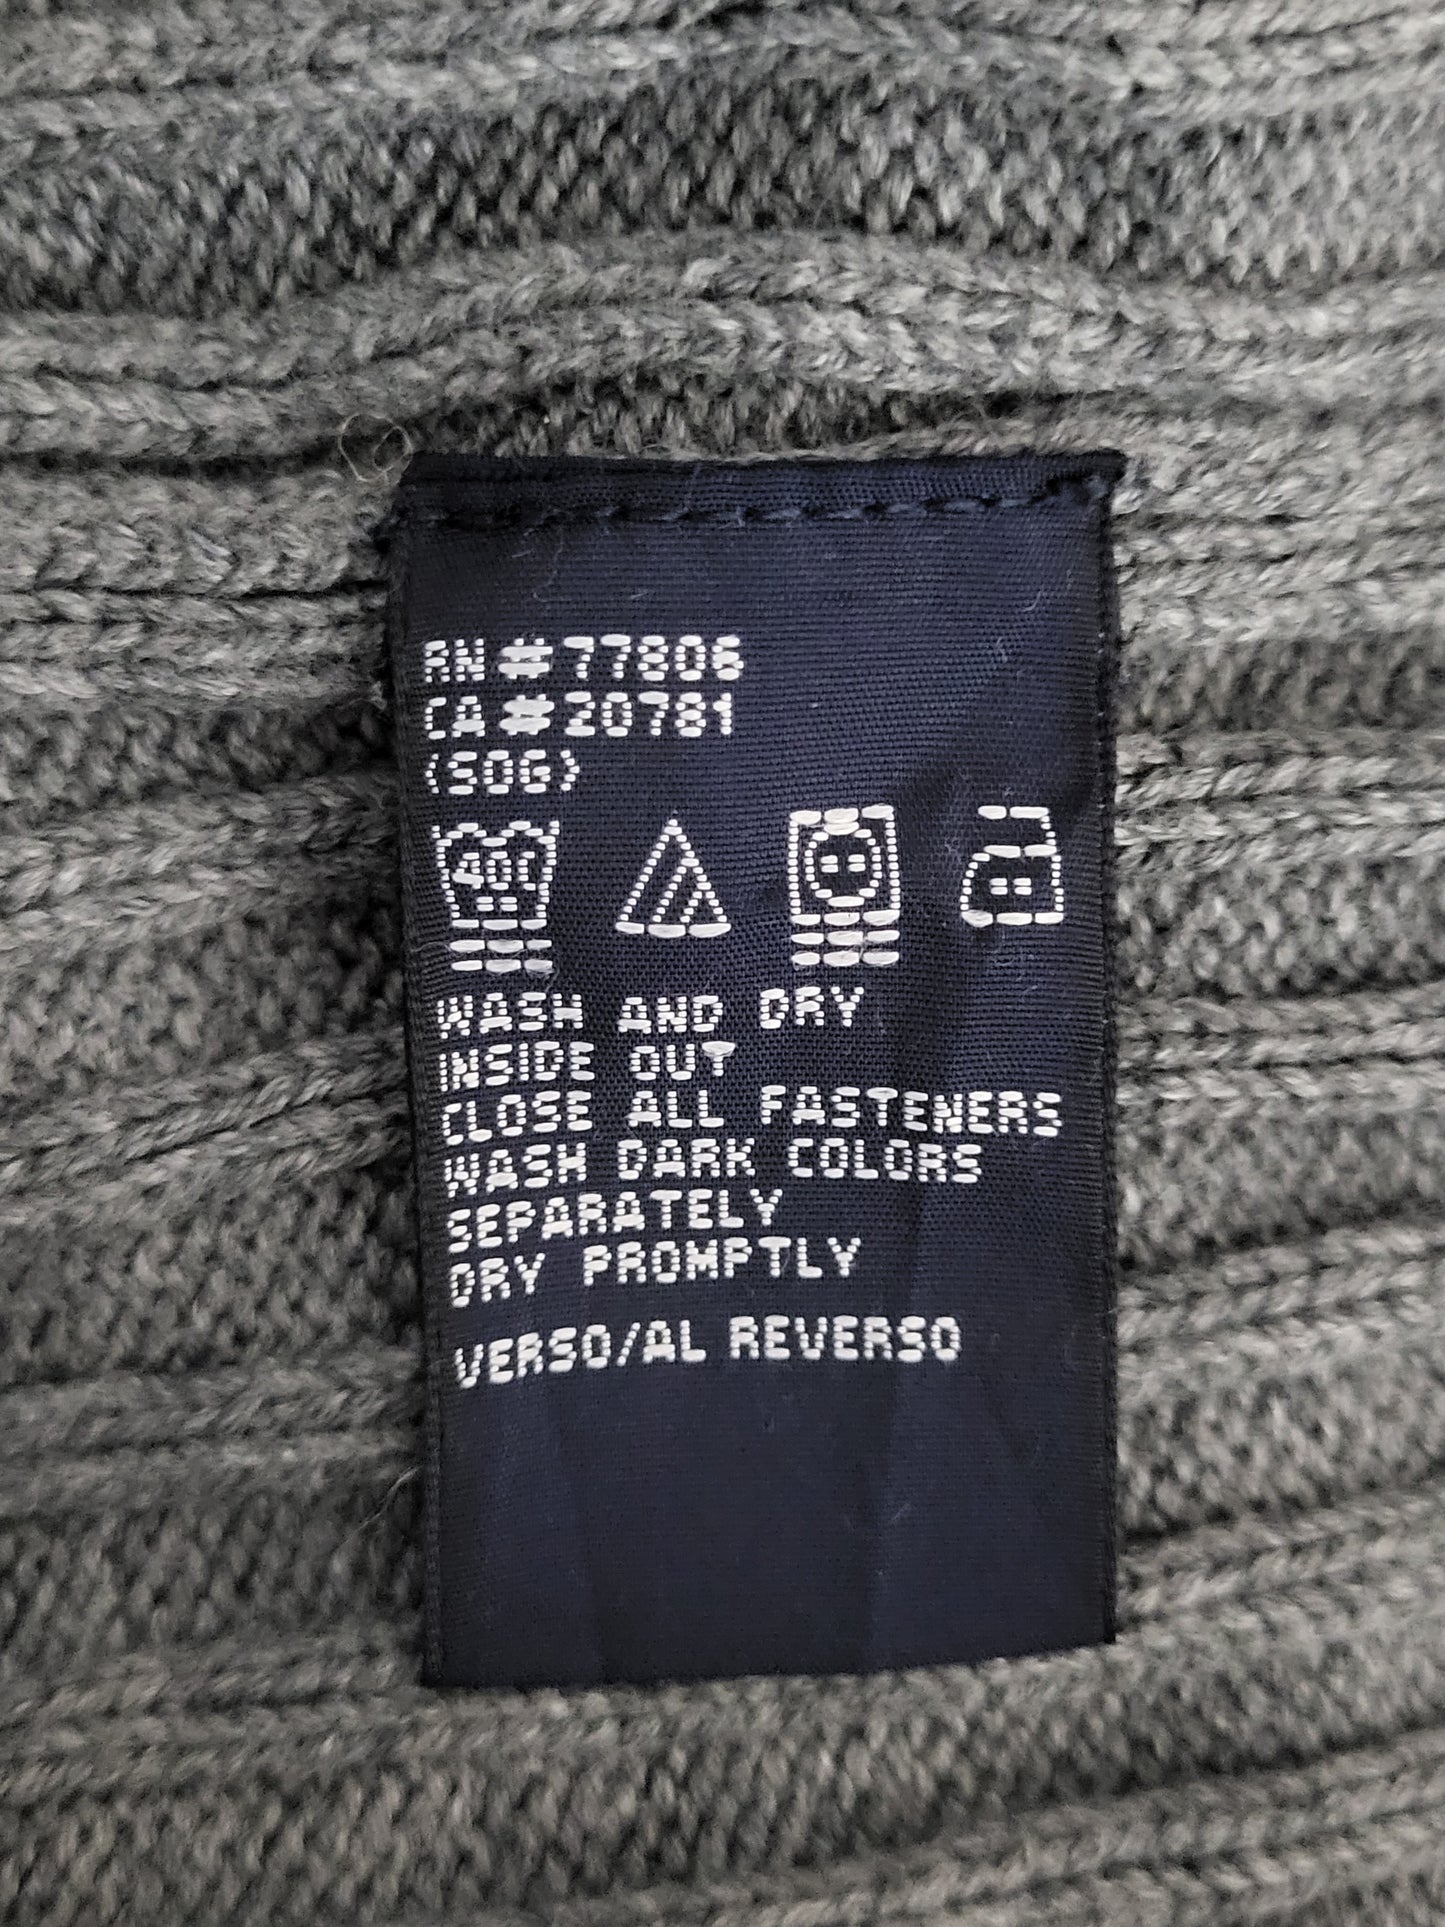 RN #77806
CA #20781
(SOG)
40C
WASH AND DRY
INSIDE OUT
CLOSE ALL FASTENERS
WASH DARK COLORS
SEPARATELY
DRY PROMPTLY
VERSO/AL REVERSO